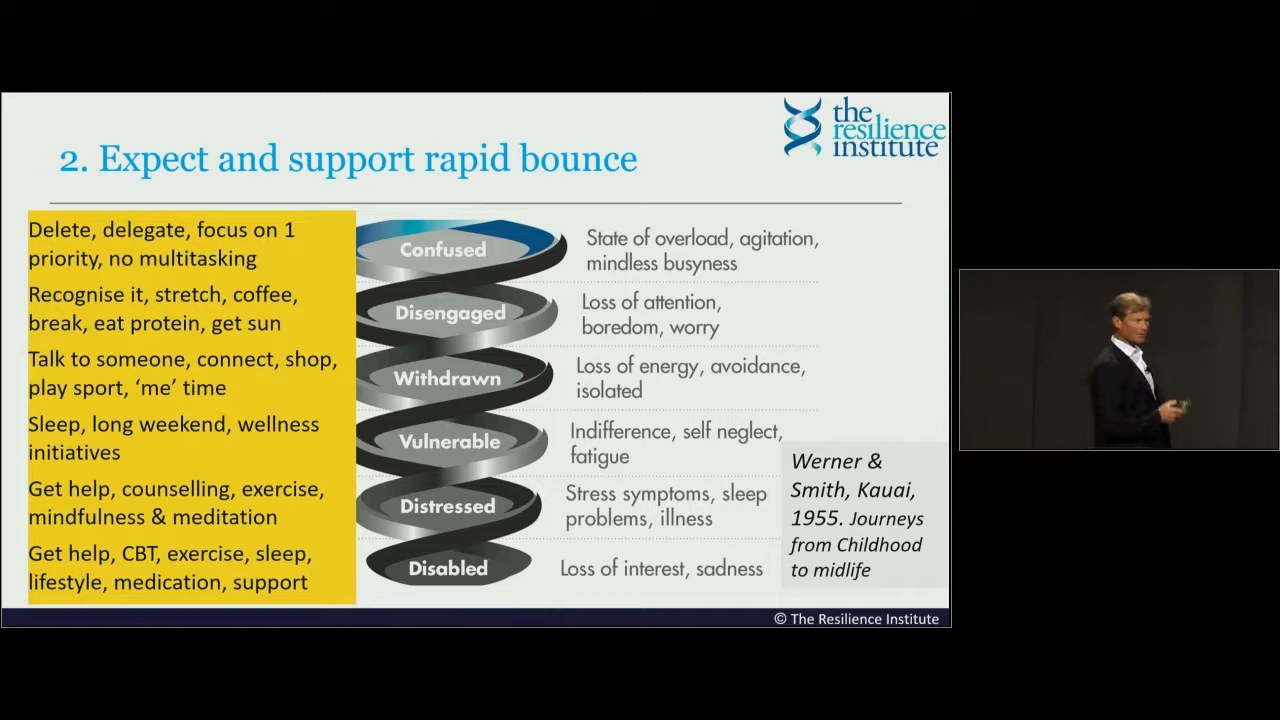 the
resilience
institute
2. Expect and support rapid bounce
Delete, delegate, focus on 1
priority, no multitasking
Confused
State of overload, agitation,
mindless busyness
Recognise it, stretch, coffee,
break, eat protein, get sun
Disengaged
Loss of attention,
boredom, worry
Talk to someone, connect, shop,
play sport, ‘me’ time
Withdrawn
Loss of energy, avoidance,
isolated
Sleep, long weekend, wellness
initiatives
Vulnerable
Indifference, self neglect,
fatigue
Get help, counselling, exercise,
mindfulness & meditation
Distressed
Stress symptoms, sleep
problems, illness
Get help, CBT, exercise, sleep,
lifestyle, medication, support
Disabled
Loss of interest, sadness
Werner &
Smith, Kauai,
1955. Journeys
from Childhood
to midlife
© The Resilience Institute